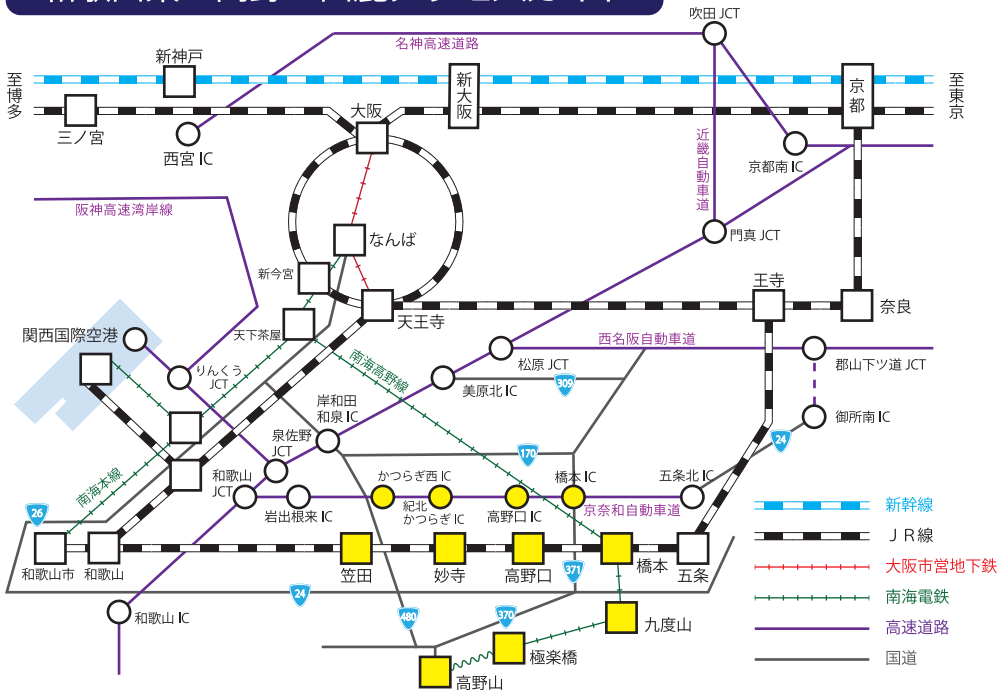 吹田 JCT
名神高速道路
新神戸
至博多
新大阪
京都
至東京
三ノ宮
大阪
西宮 IC
近畿自動車道
京都南 IC
阪神高速湾岸線
なんば
門真 JCT
新今宮
王寺
天王寺
奈良
天下茶屋
関西国際空港
西名阪自動車道
南海高野線
松原 JCT
郡山下ツ道 JCT
りんくう
JCT
美原北 IC
309
岸和田
和泉 IC
御所南 IC
泉佐野
JCT
24
170
和歌山
JCT
かつらぎ西 IC
橋本 IC
五条北 IC
南海本線
紀北
かつらぎ IC
岩出根来 IC
高野口 IC
京奈和自動車道
26
新幹線
JR線
和歌山市
和歌山
笠田
妙寺
高野口
橋本
五条
371
大阪市営地下鉄
24
南海電鉄
和歌山 IC
480
370
九度山
高速道路
極楽橋
国道
高野山